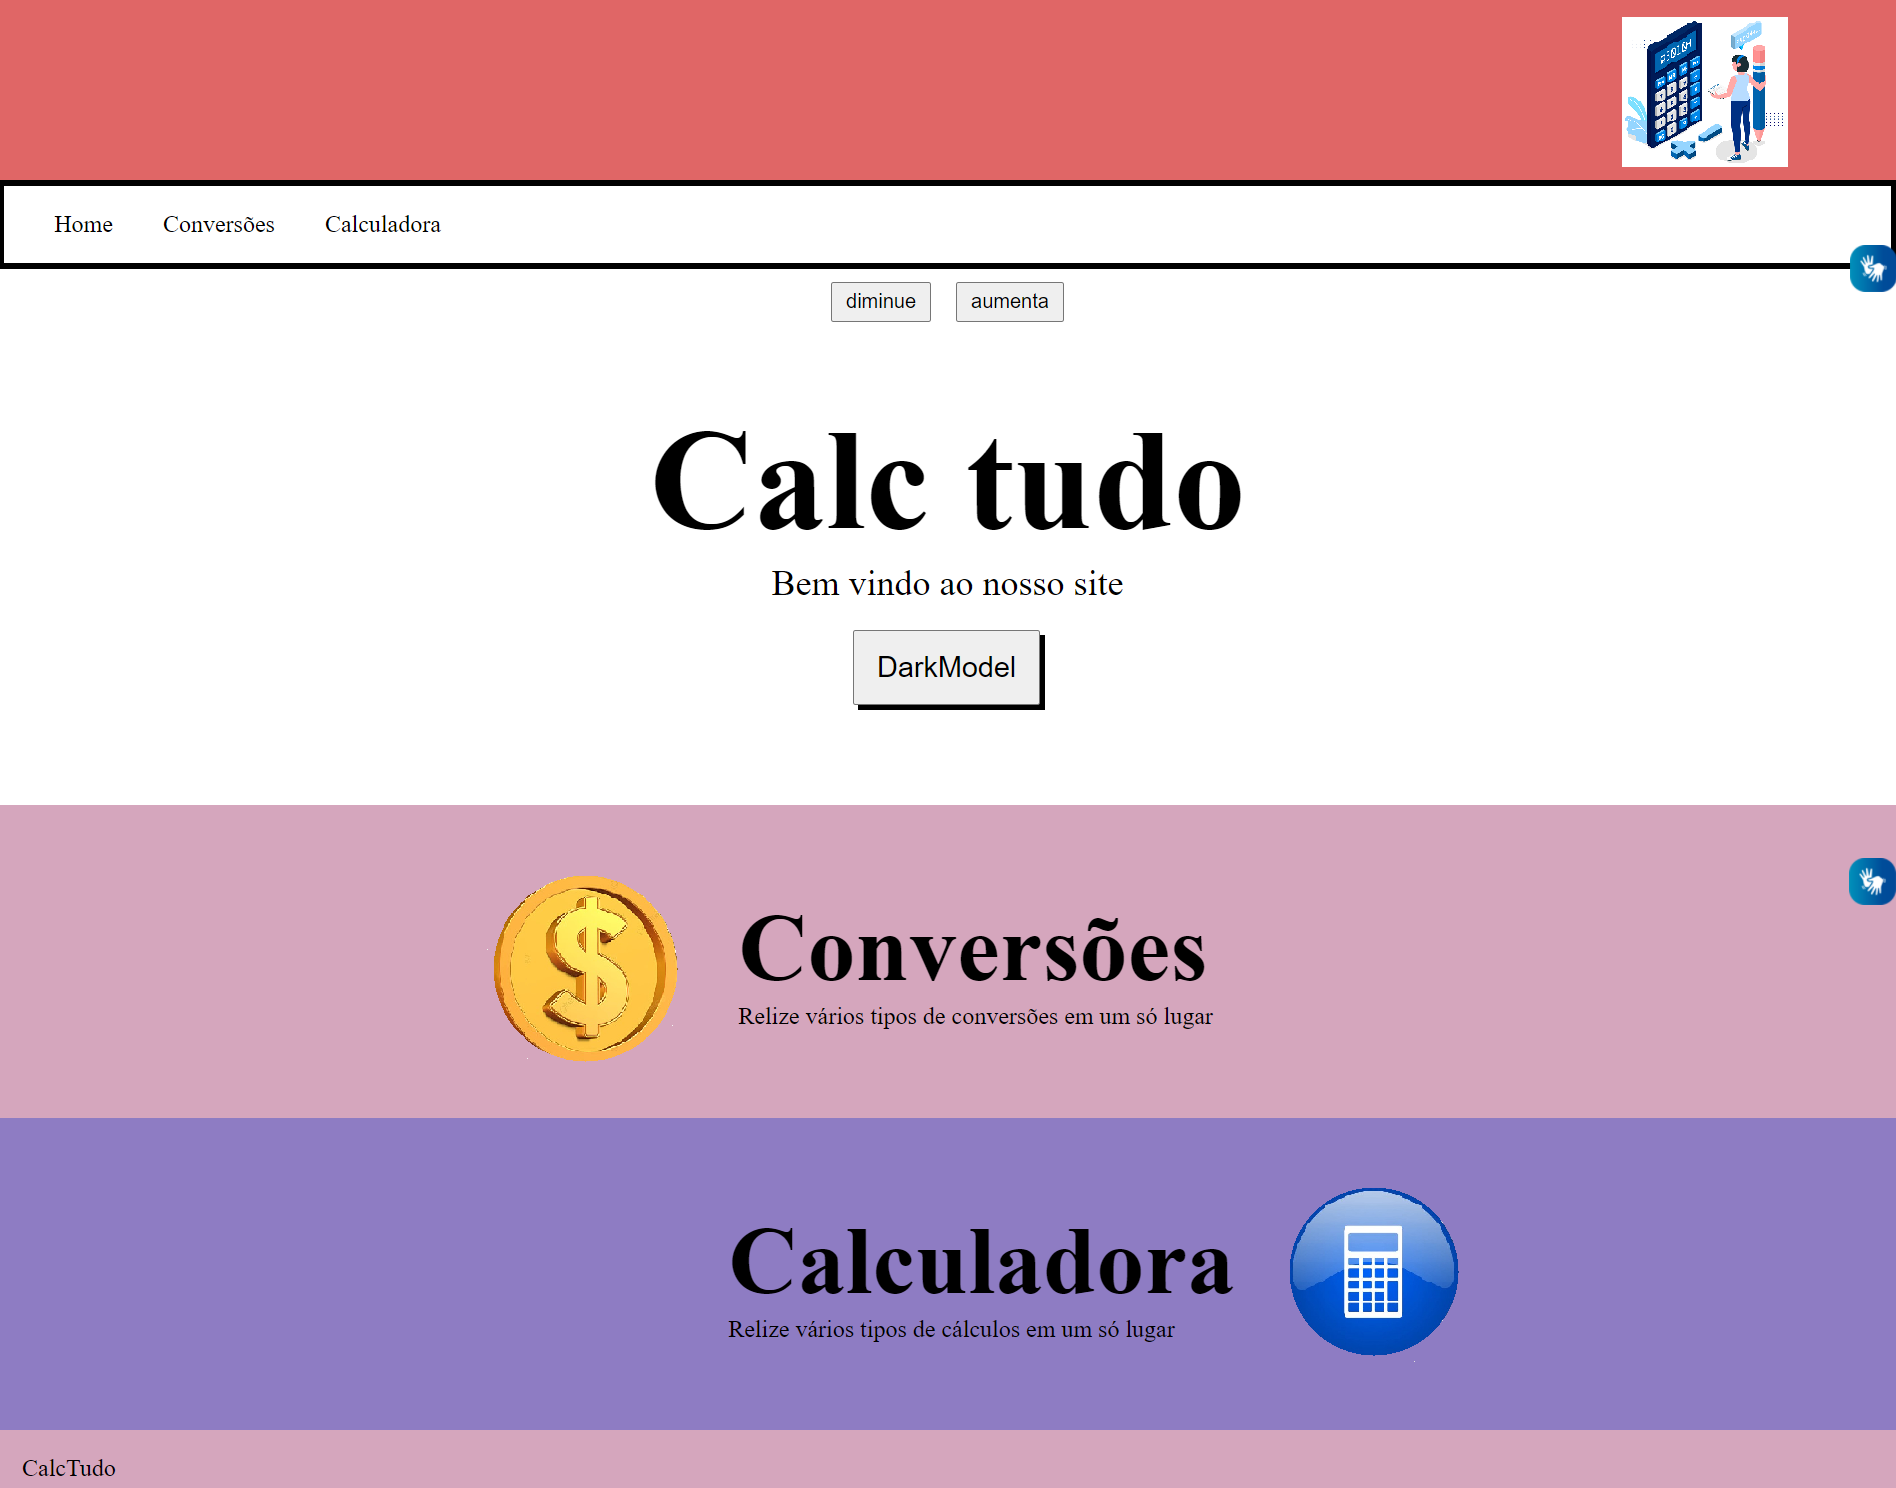 Home
Conversões
Calculadora
diminue
aumenta
Calc tudo
Bem vindo ao nosso site
DarkModel
Conversões
Relize vários tipos de conversões em um só lugar
Calculadora
Relize vários tipos de cálculos em um só lugar
CalcTudo